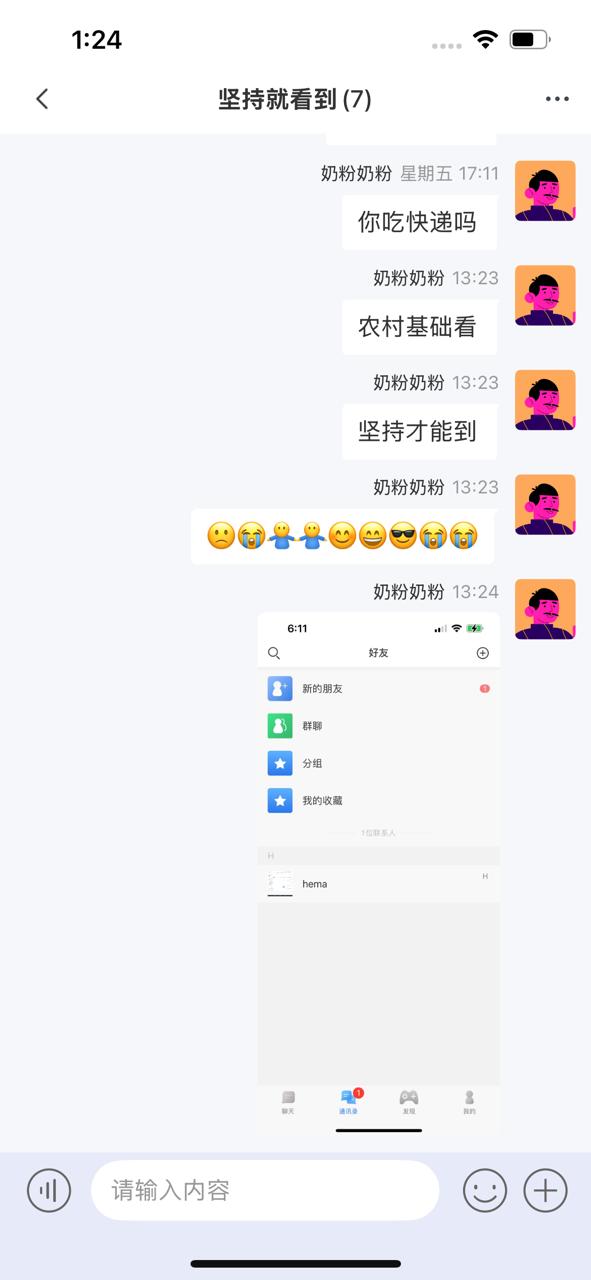 1:24
坚持就看到(7)
奶粉奶粉 星期五 17:11
你吃快递吗
奶粉奶粉 13:23
农村基础看
奶粉奶粉 13:23
坚持才能到
奶粉奶粉 13:23
🙁😭🫂🫂😊😄😎😭😭
奶粉奶粉 13:24
6:11
好友
新的朋友
1
群聊
分组
我的收藏
1位联系人
H
hema
H
1
聊天
通讯录
发现
我的
请输入内容